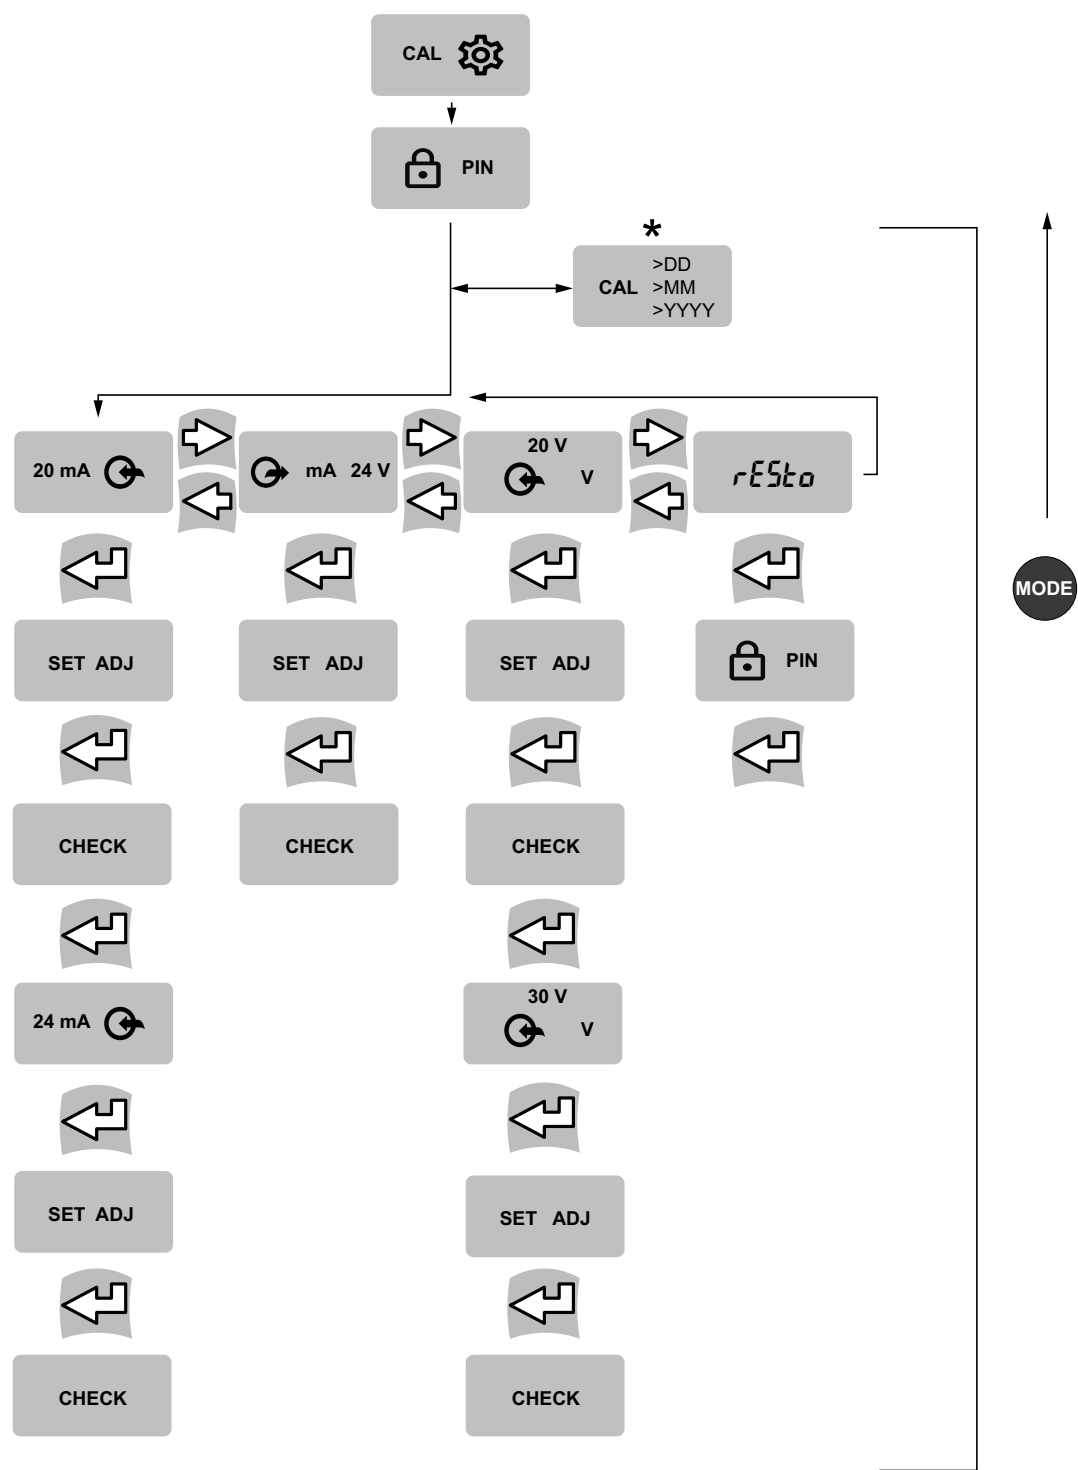 CAL
PIN
*
CAL >DD
>MM
>YYYY
20 mA
mA 24 V
20 V
V
rESto
MODE
SET ADJ
SET ADJ
SET ADJ
PIN
CHECK
CHECK
CHECK
24 mA
30 V
V
SET ADJ
SET ADJ
CHECK
CHECK